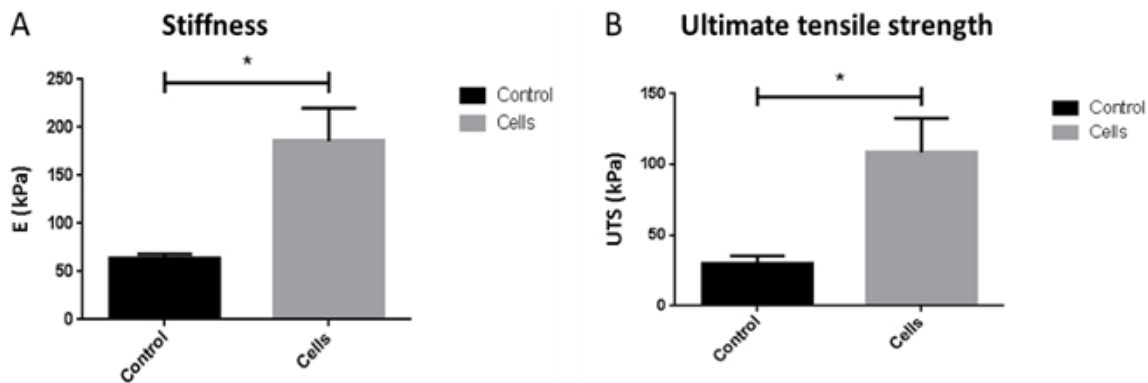 A
Stiffness
*
250
200
150
100
50
0
E (kPa)
Control
Cells
Control
Cells
B
Ultimate tensile strength
*
150
100
50
0
UTS (kPa)
Control
Cells
Control
Cells